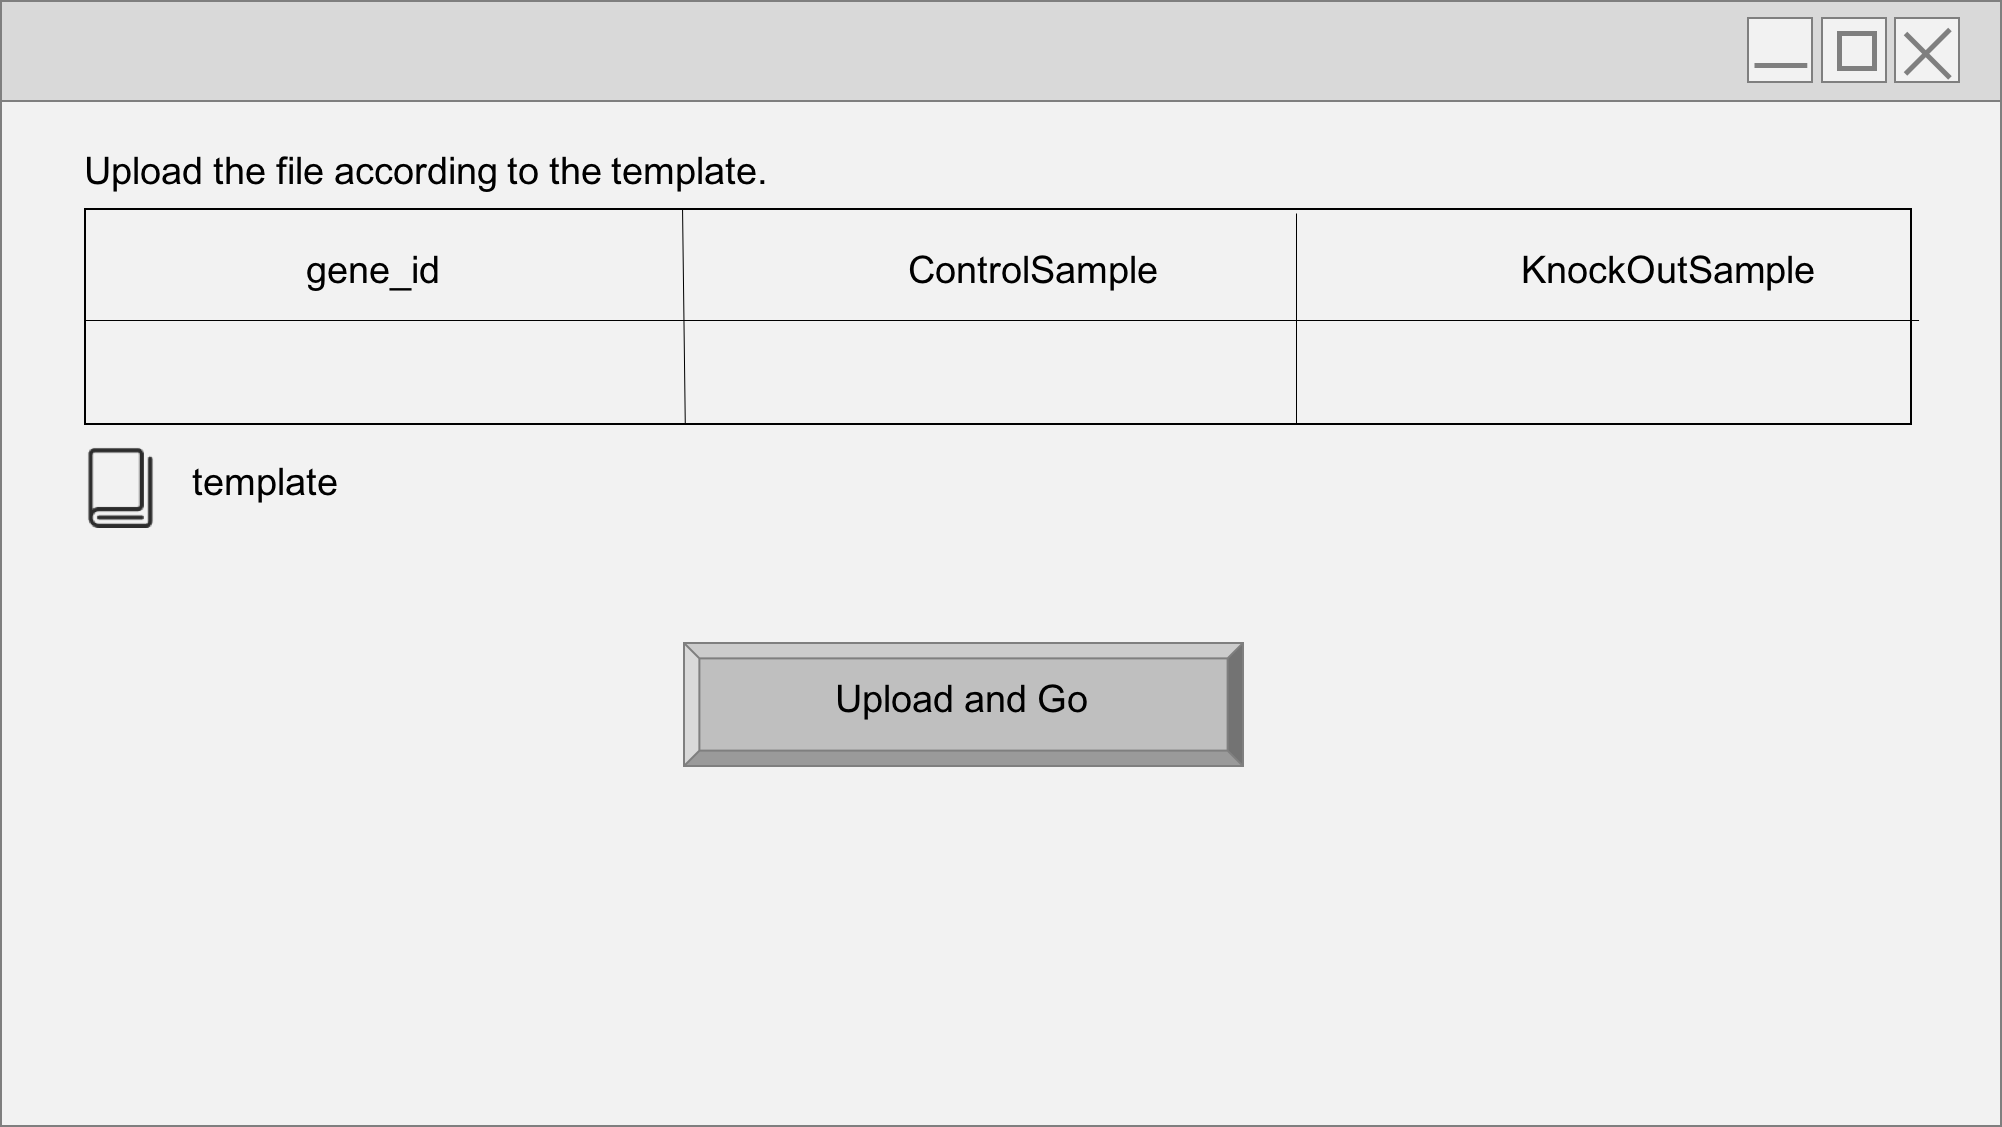 Upload the file according to the template.
gene_id
ControlSample
KnockOutSample
template
Upload and Go